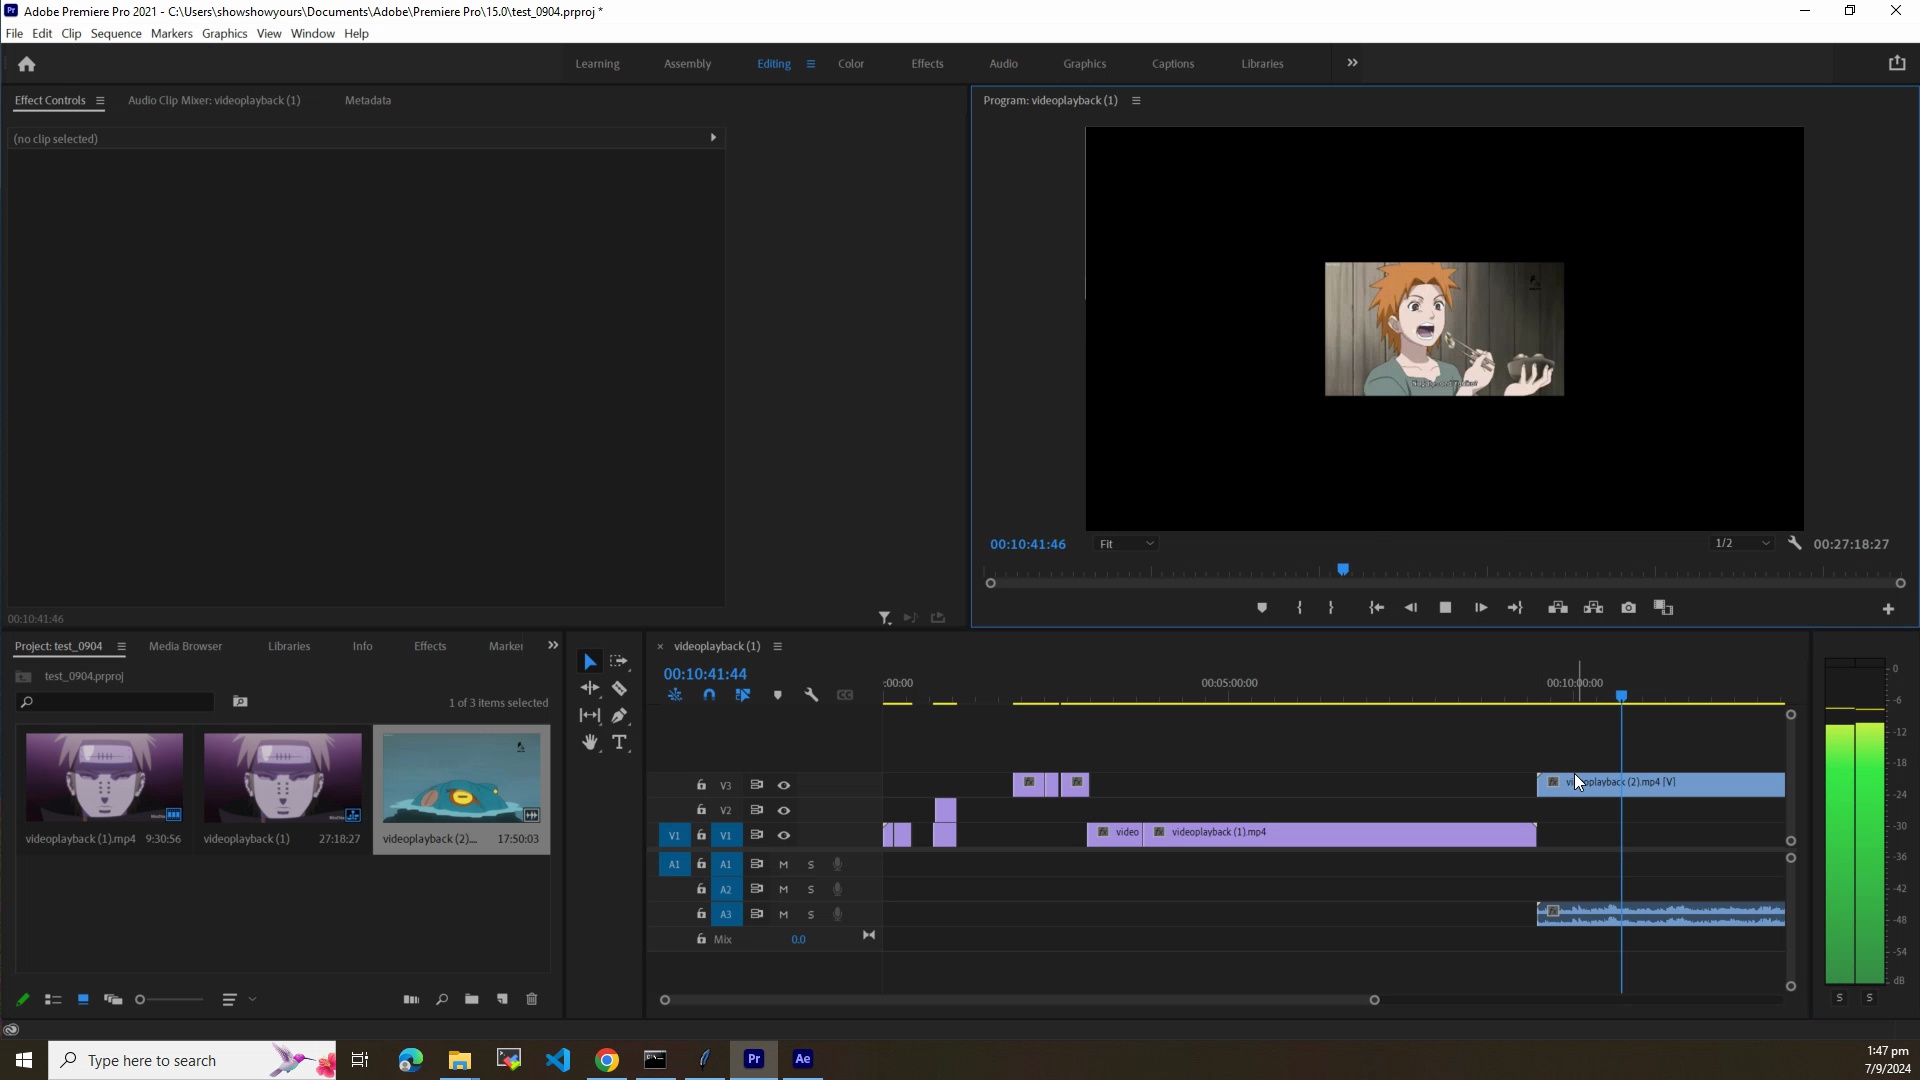 Pr Adobe Premiere Pro 2021 - C:\Users\showshowyours\Documents\Adobe\Premiere Pro\15.0\test_0904.prproj *
File Edit Clip Sequence Markers Graphics View Window Help
Learning Assembly Editing Color Effects Audio Graphics Captions Libraries
Effect Controls Audio Clip Mixer: videoplayback (1) Metadata
(no clip selected)
00:10:41:46
Program: videoplayback (1)
00:10:41:46 Fit 1/2 00:27:18:27
Project: test_0904 Media Browser Libraries Info Effects Marker
test_0904.prproj
1 of 3 items selected
videoplayback (1).mp4 9:30:56 videoplayback (1) 27:18:27 videoplayback (2)... 17:50:03
videoplayback (1)
00:10:41:44
:00:00 00:05:00:00 00:10:00:00
V3 videoplayback (2).mp4 [V]
V2
V1 V1 video videoplayback (1).mp4
A1 A1 M S
A2 M S
A3 M S
Mix 0.0
0
-6
-12
-18
-24
-30
-36
-42
-48
-54
dB
S S
Type here to search
Pr Ae
1:47 pm
7/9/2024